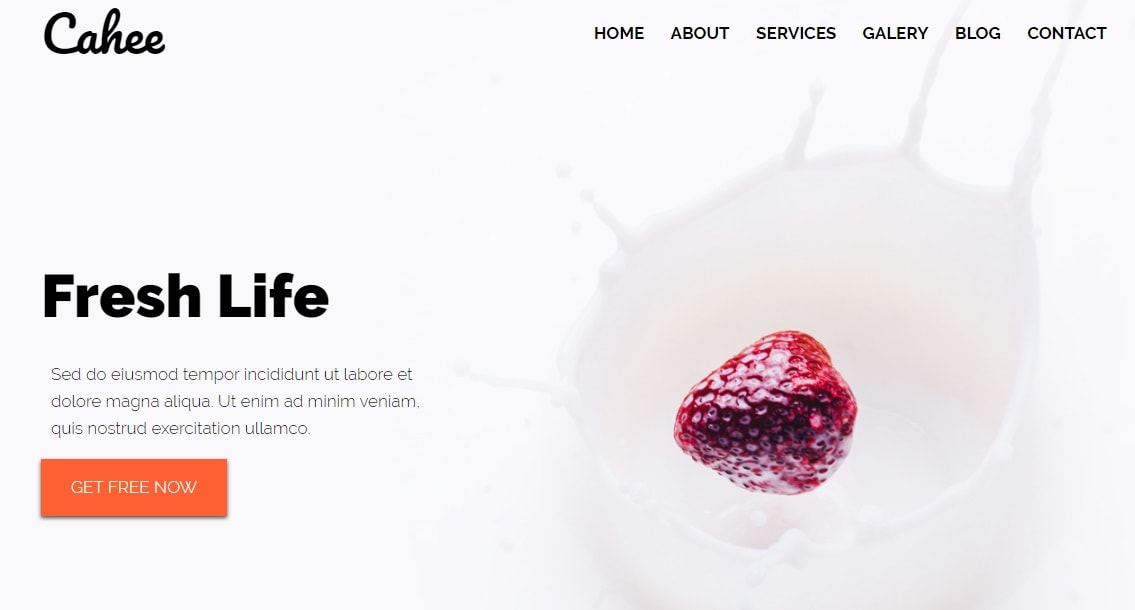 Cahee
HOME ABOUT SERVICES GALERY BLOG CONTACT
Fresh Life
Sed do eiusmod tempor incididunt ut labore et
dolore magna aliqua. Ut enim ad minim veniam,
quis nostrud exercitation ullamco.
GET FREE NOW